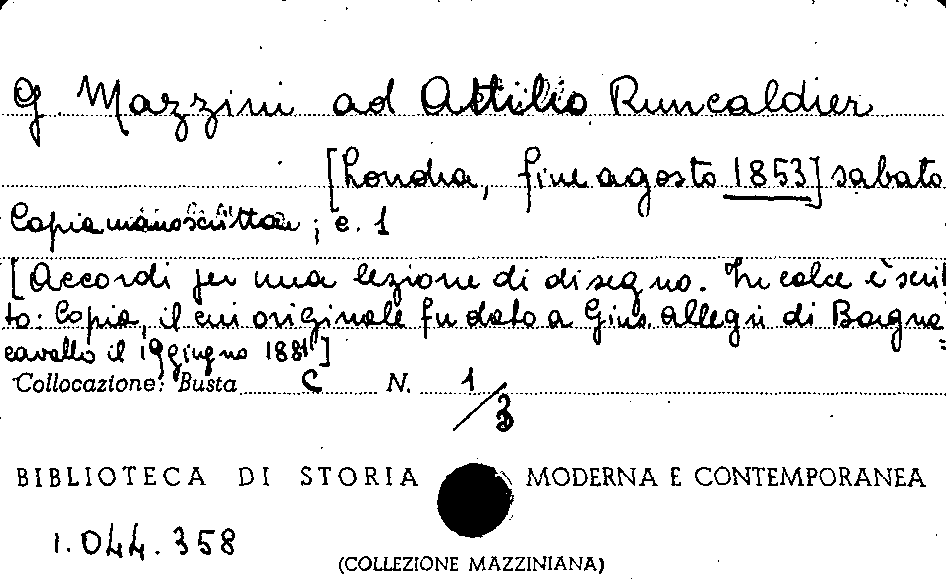 G. Mazzini ad Attilio Runcaldier
[Londra, fine agosto 1853] sabato
Copia manoscritta ; c. 1
[Accordi per una lezione di disegno. In calce è scrit
to: Copia, il cui originale fu dato a Gius. Allegri di Bagna
cavallo il 19 giugno 1881]
Collocazione: Busta C N. 1/3
BIBLIOTECA DI STORIA MODERNA E CONTEMPORANEA
1.044.358
(COLLEZIONE MAZZINIANA)